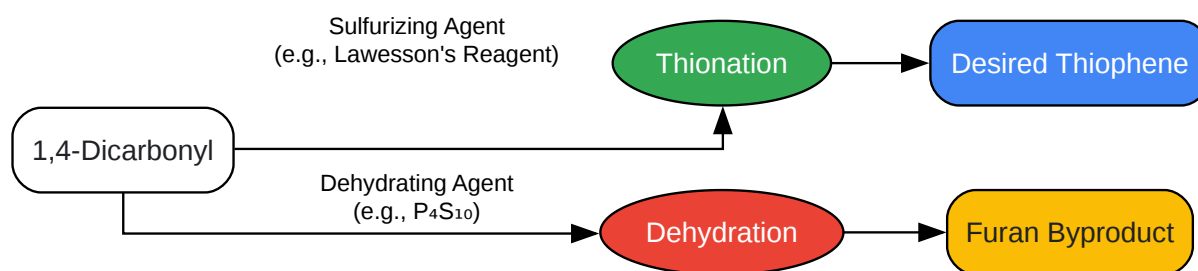 Sulfurizing Agent
(e.g., Lawesson's Reagent)
Thionation
Desired Thiophene
1,4-Dicarbonyl
Dehydrating Agent
(e.g., P₄S₁₀)
Dehydration
Furan Byproduct